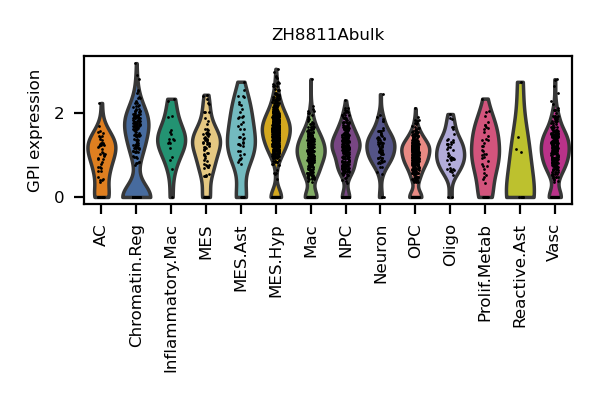 ZH8811Abulk
GPI expression
2
0
AC
Chromatin.Reg
Inflammatory.Mac
MES
MES.Ast
MES.Hyp
Mac
NPC
Neuron
OPC
Oligo
Prolif.Metab
Reactive.Ast
Vasc